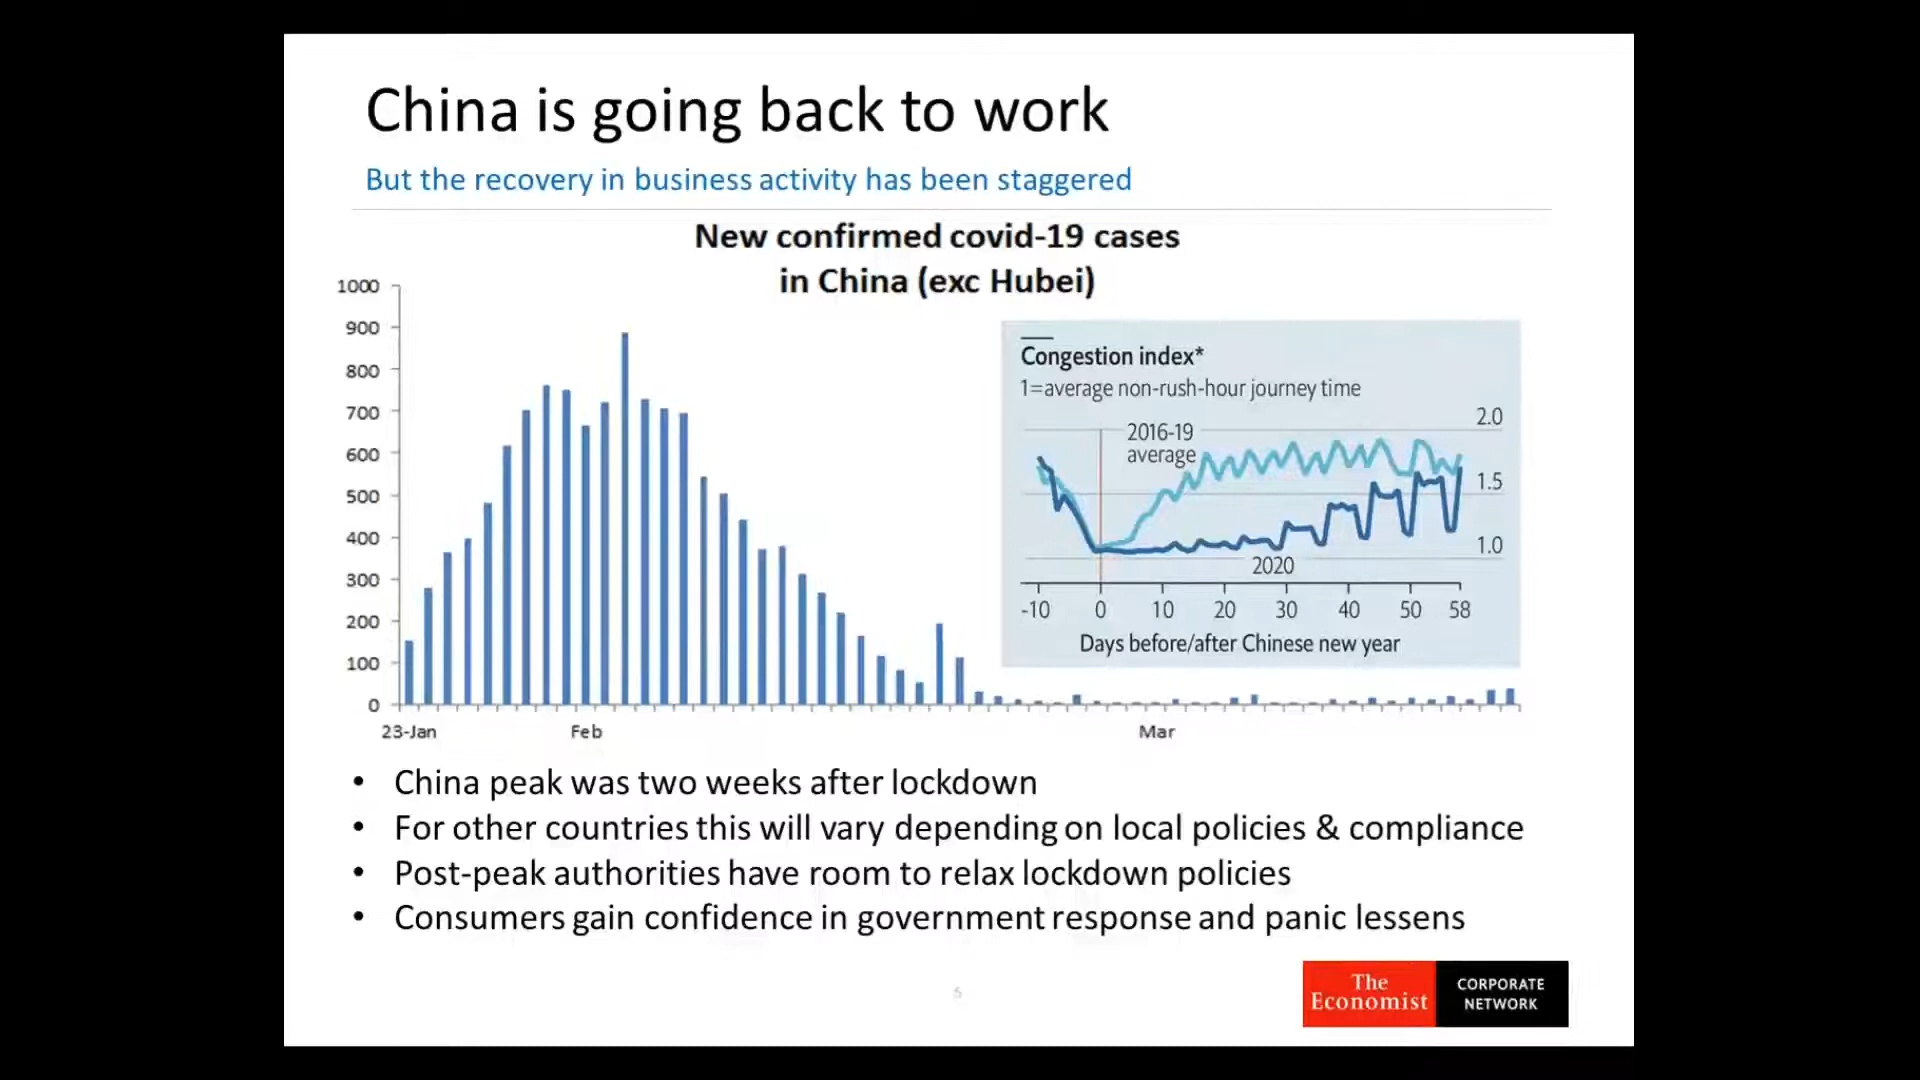 China is going back to work
But the recovery in business activity has been staggered
New confirmed covid-19 cases
in China (exc Hubei)
1000
900
800
700
600
500
400
300
200
100
0
23-Jan
Feb
Mar
Congestion index*
1=average non-rush-hour journey time
2016-19
average
2.0
1.5
1.0
2020
-10 0 10 20 30 40 50 58
Days before/after Chinese new year
• China peak was two weeks after lockdown
• For other countries this will vary depending on local policies & compliance
• Post-peak authorities have room to relax lockdown policies
• Consumers gain confidence in government response and panic lessens
6
The
Economist
CORPORATE
NETWORK